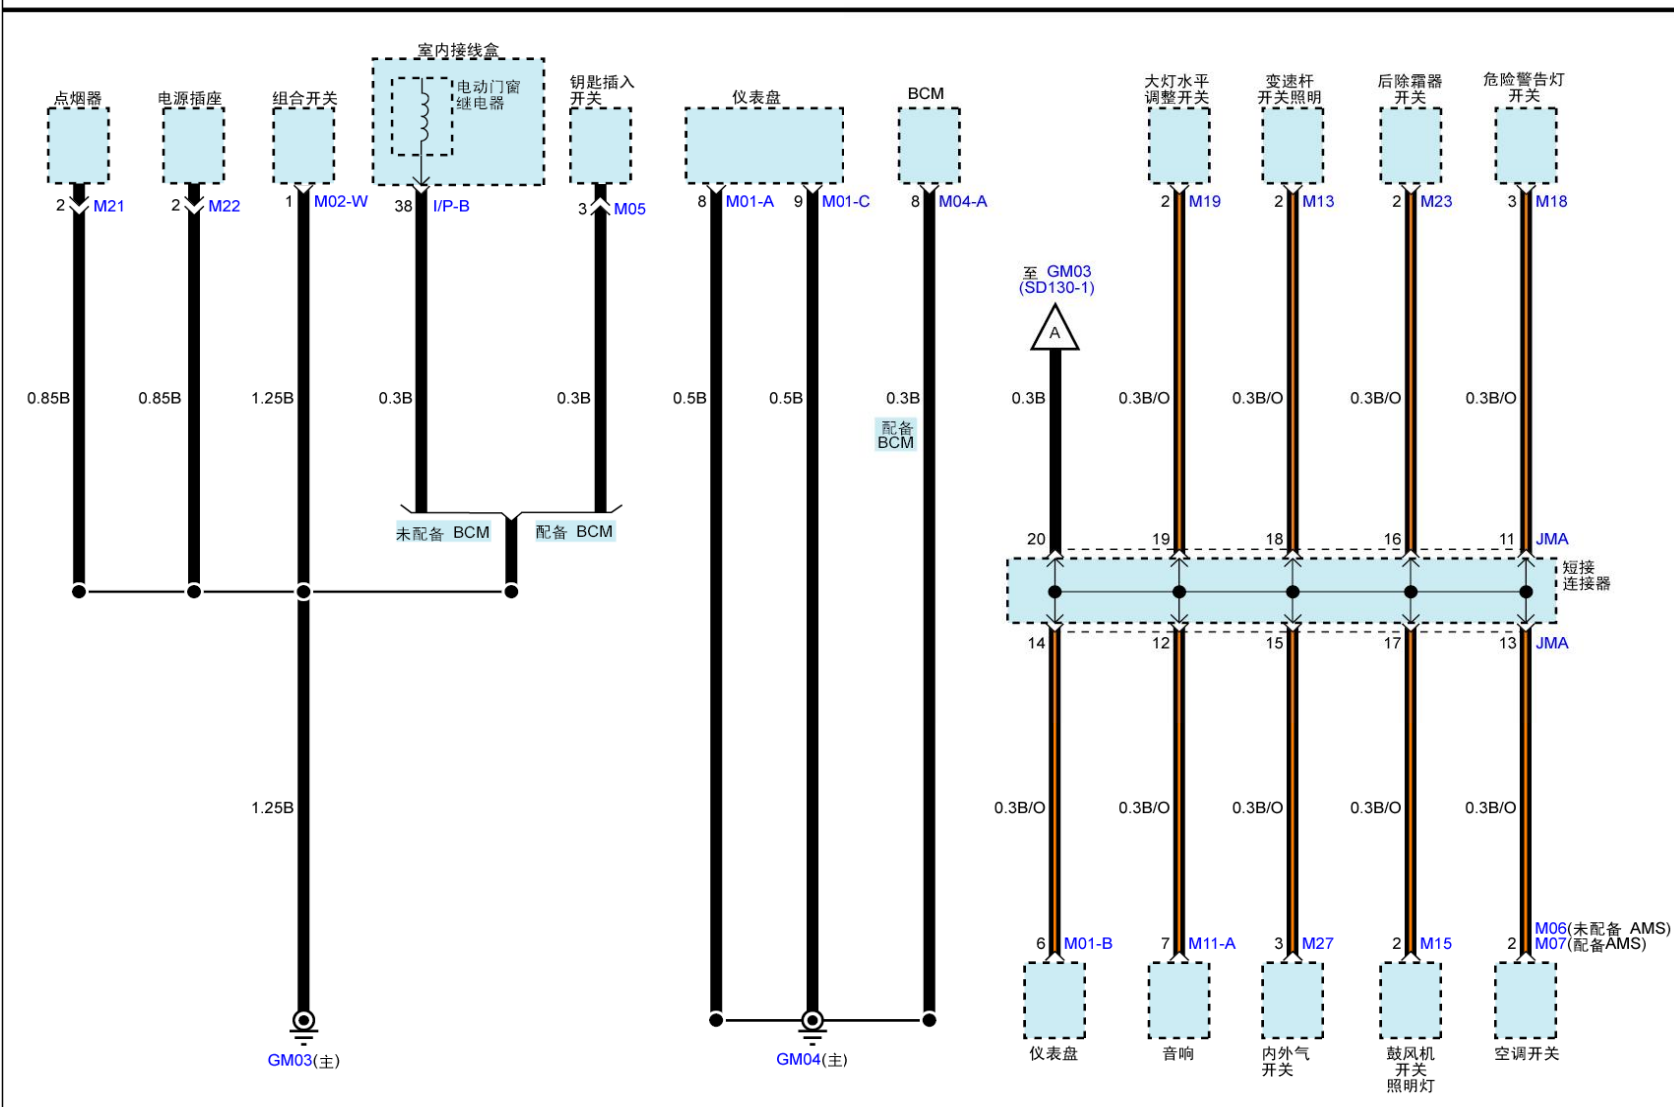 室内接线盒
点烟器
电源插座
组合开关
电动门窗
继电器
钥匙插入
开关
仪表盘
BCM
大灯水平
调整开关
变速杆
开关照明
后除霜器
开关
危险警告灯
开关
2 M21
2 M22
1 M02-W
38 I/P-B
3 M05
8 M01-A
9 M01-C
8 M04-A
2 M19
2 M13
2 M23
3 M18
至 GM03
(SD130-1)
A
0.85B
0.85B
1.25B
0.3B
0.3B
0.5B
0.5B
0.3B
配备
BCM
0.3B
0.3B/O
0.3B/O
0.3B/O
0.3B/O
未配备 BCM
配备 BCM
20
19
18
16
11 JMA
短接
连接器
14
12
15
17
13 JMA
1.25B
0.3B/O
0.3B/O
0.3B/O
0.3B/O
0.3B/O
6 M01-B
7 M11-A
3 M27
2 M15
M06(未配备 AMS)
2 M07(配备AMS)
GM03(主)
GM04(主)
仪表盘
音响
内外气
开关
鼓风机
开关
照明灯
空调开关